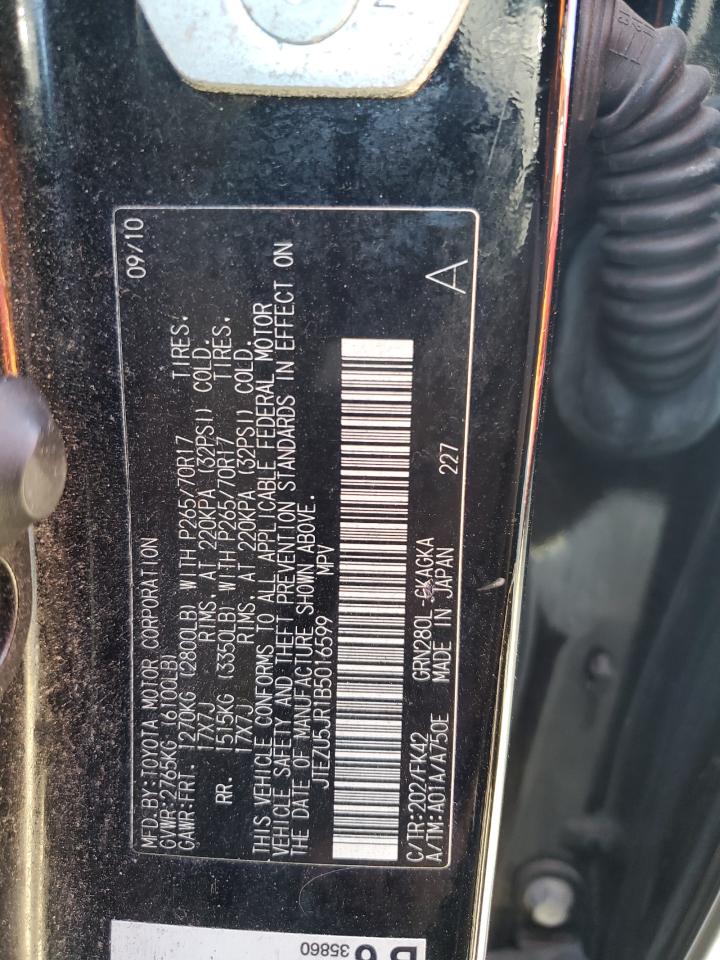 MFD.BY:TOYOTA MOTOR CORPORATION 09/10
GVWR:2765KG (6100LB)
GAWR:FRT. 1270KG (2800LB) WITH P265/70R17 TIRES.
17X7J RIMS AT 220KPA (32PSI) COLD.
RR. 1515KG (3350LB) WITH P265/70R17 TIRES.
17X7J RIMS AT 220KPA (32PSI) COLD.
THIS VEHICLE CONFORMS TO ALL APPLICABLE FEDERAL MOTOR
VEHICLE SAFETY AND THEFT PREVENTION STANDARDS IN EFFECT ON
THE DATE OF MANUFACTURE SHOWN ABOVE.
JTEZU5JR1B5016599 MPV
C/TR:202/FK42 GRN280L-GKAGKA 227 A
A/TM:A01A/A750E MADE IN JAPAN
35860